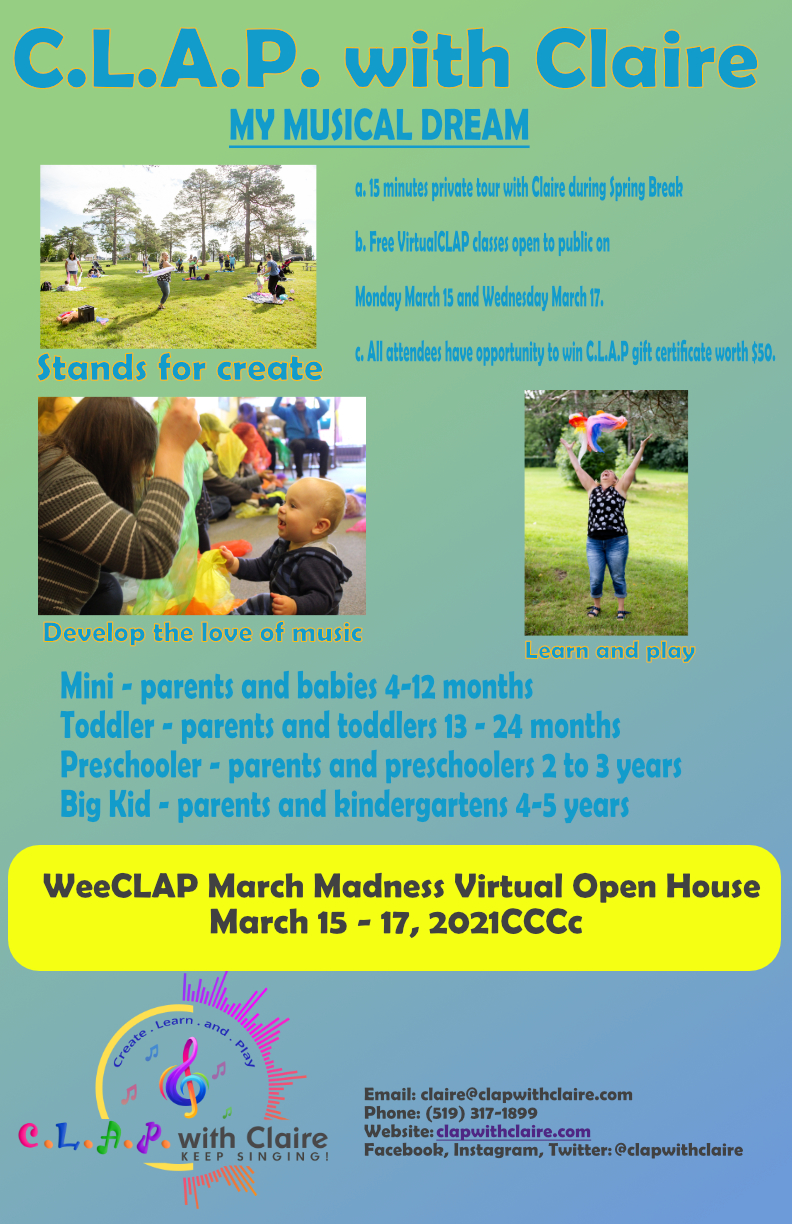 C.L.A.P. with Claire
MY MUSICAL DREAM
a. 15 minutes private tour with Claire during Spring Break
b. Free VirtualCLAP classes open to public on
Monday March 15 and Wednesday March 17.
c. All attendees have opportunity to win C.L.A.P gift certificate worth $50.
Stands for create
Develop the love of music
Learn and play
Mini - parents and babies 4-12 months
Toddler - parents and toddlers 13 - 24 months
Preschooler - parents and preschoolers 2 to 3 years
Big Kid - parents and kindergartens 4-5 years
WeeCLAP March Madness Virtual Open House
March 15 - 17, 2021CCCc
Create . Learn . and . Play
C.L.A.P. with Claire
KEEP SINGING!
Email: claire@clapwithclaire.com
Phone: (519) 317-1899
Website: clapwithclaire.com
Facebook, Instagram, Twitter: @clapwithclaire